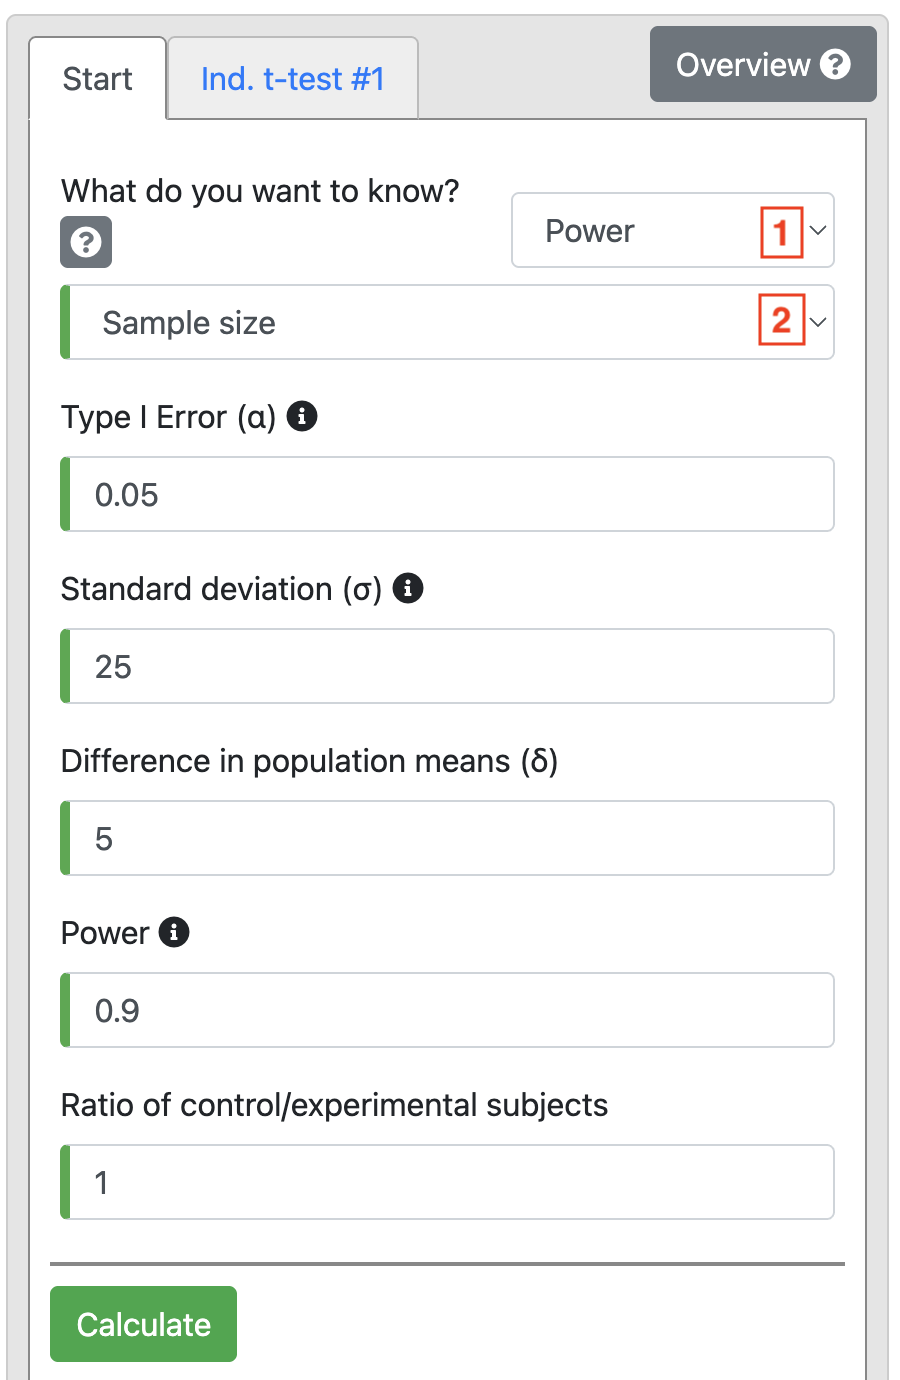 Start
Ind. t-test #1
Overview ?
What do you want to know?
?
Power 1
Sample size 2
Type I Error (α) i
0.05
Standard deviation (σ) i
25
Difference in population means (δ)
5
Power i
0.9
Ratio of control/experimental subjects
1
Calculate